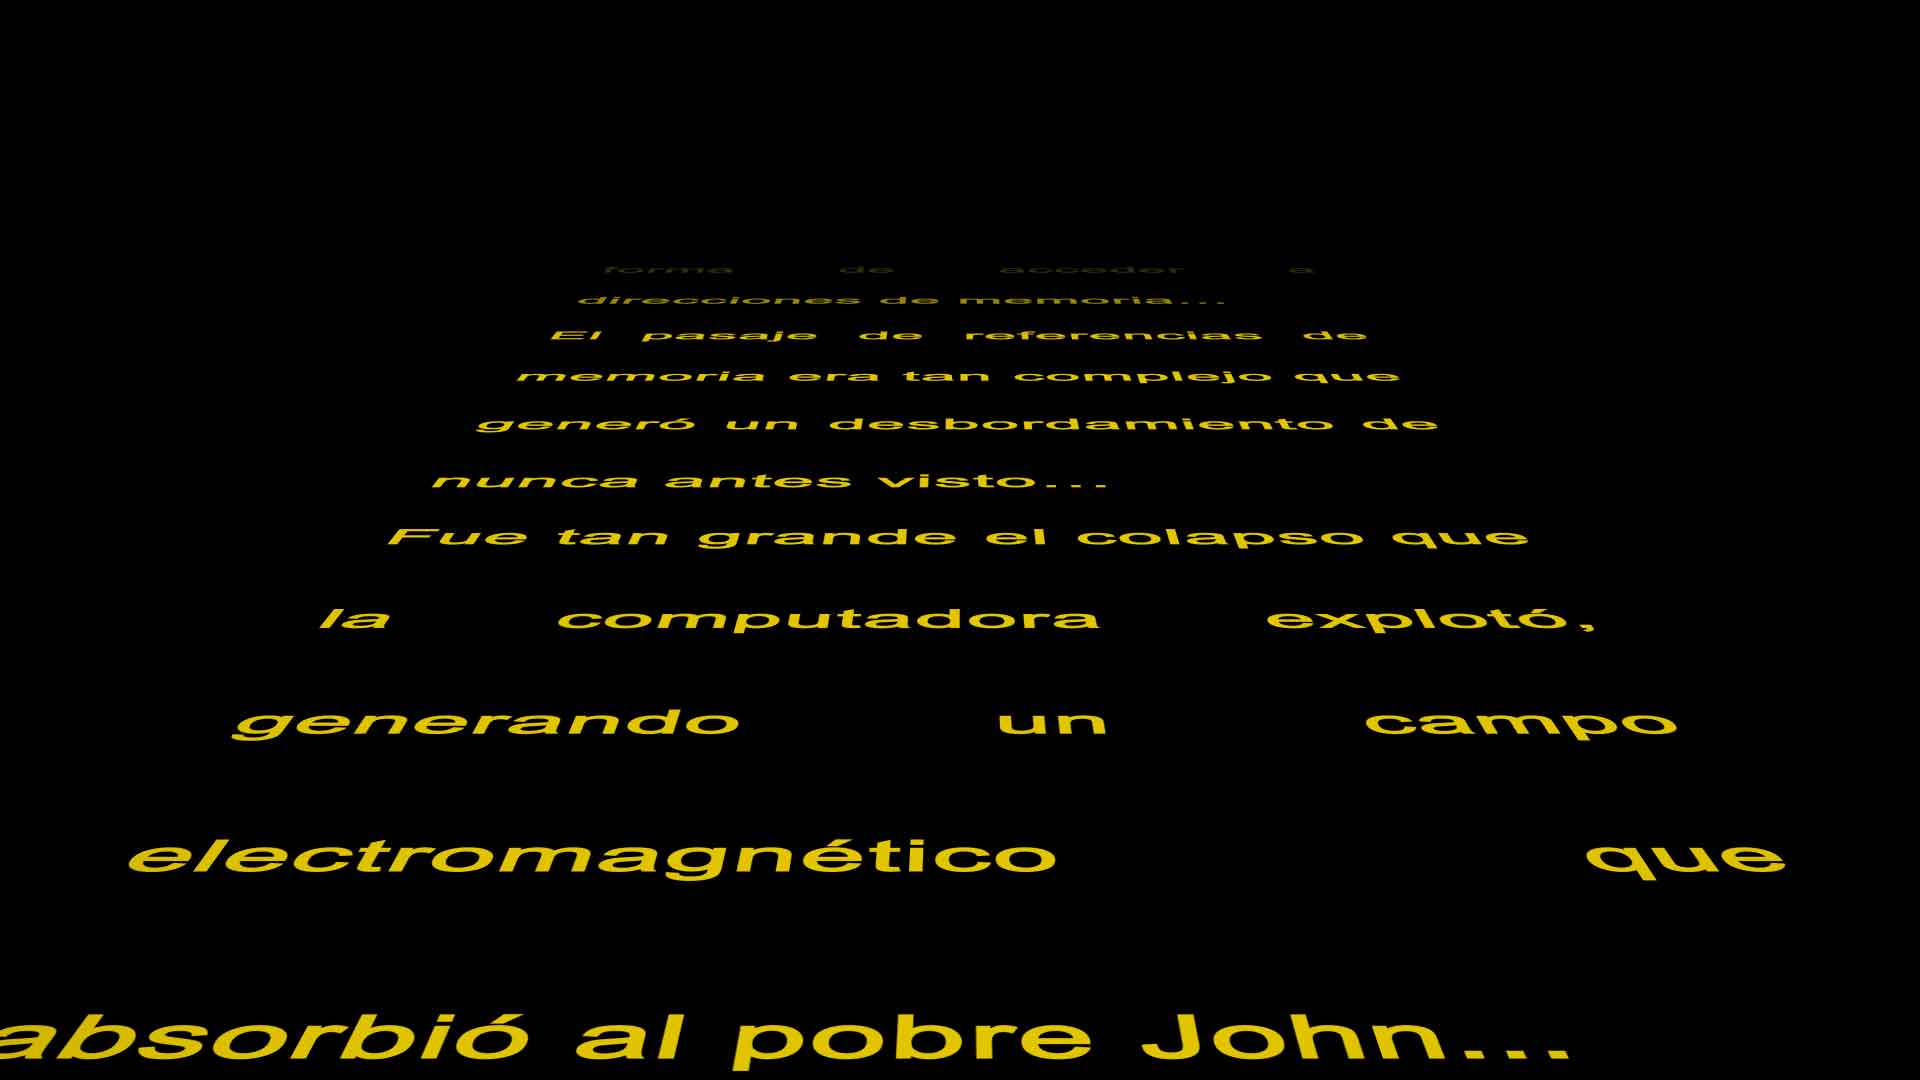 forma de acceder a
direcciones de memoria...
El pasaje de referencias de
memoria era tan complejo que
generó un desbordamiento de
nunca antes visto...
Fue tan grande el colapso que
la computadora explotó,
generando un campo
electromagnético que
absorbió al pobre John...